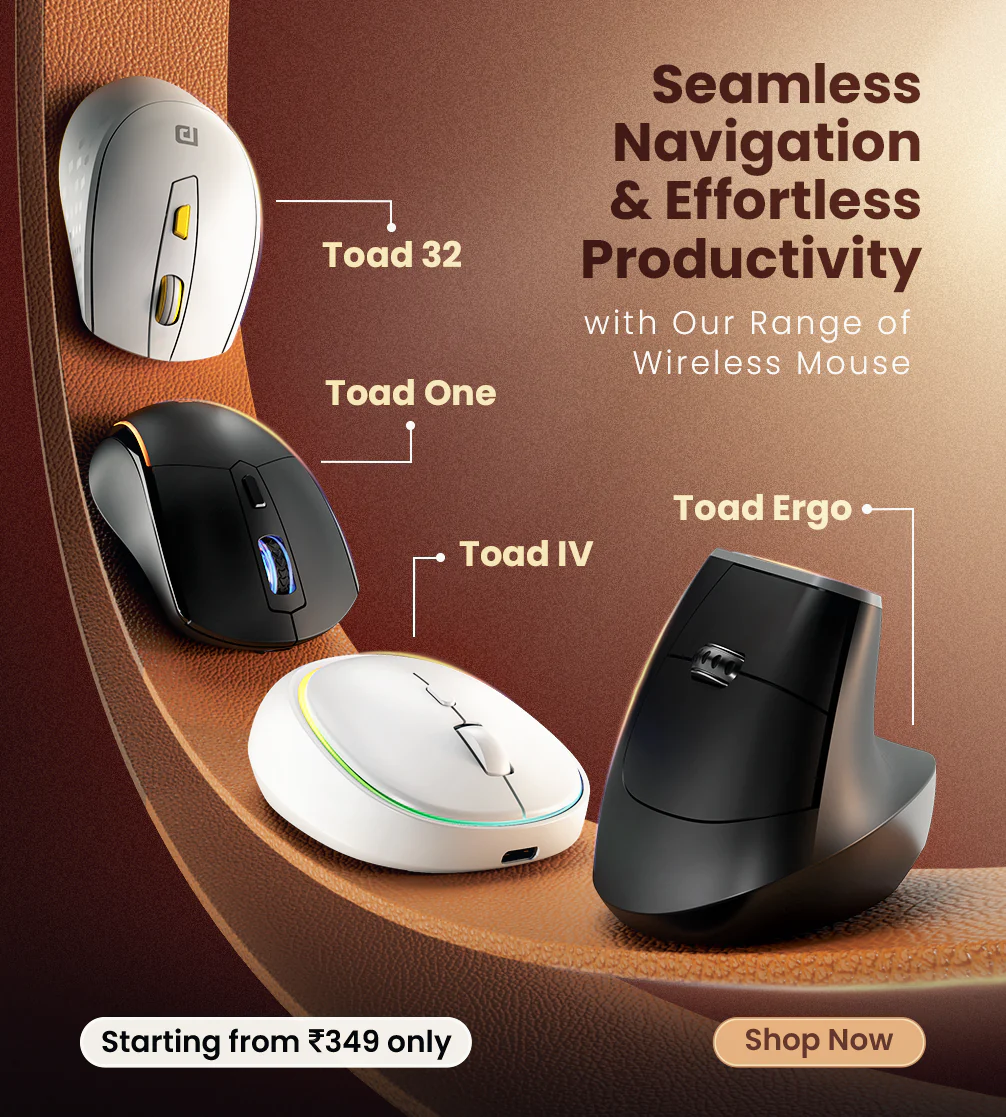 Seamless
Navigation
& Effortless
Productivity
with Our Range of
Wireless Mouse
Toad 32
Toad One
Toad IV
Toad Ergo
Starting from ₹349 only
Shop Now